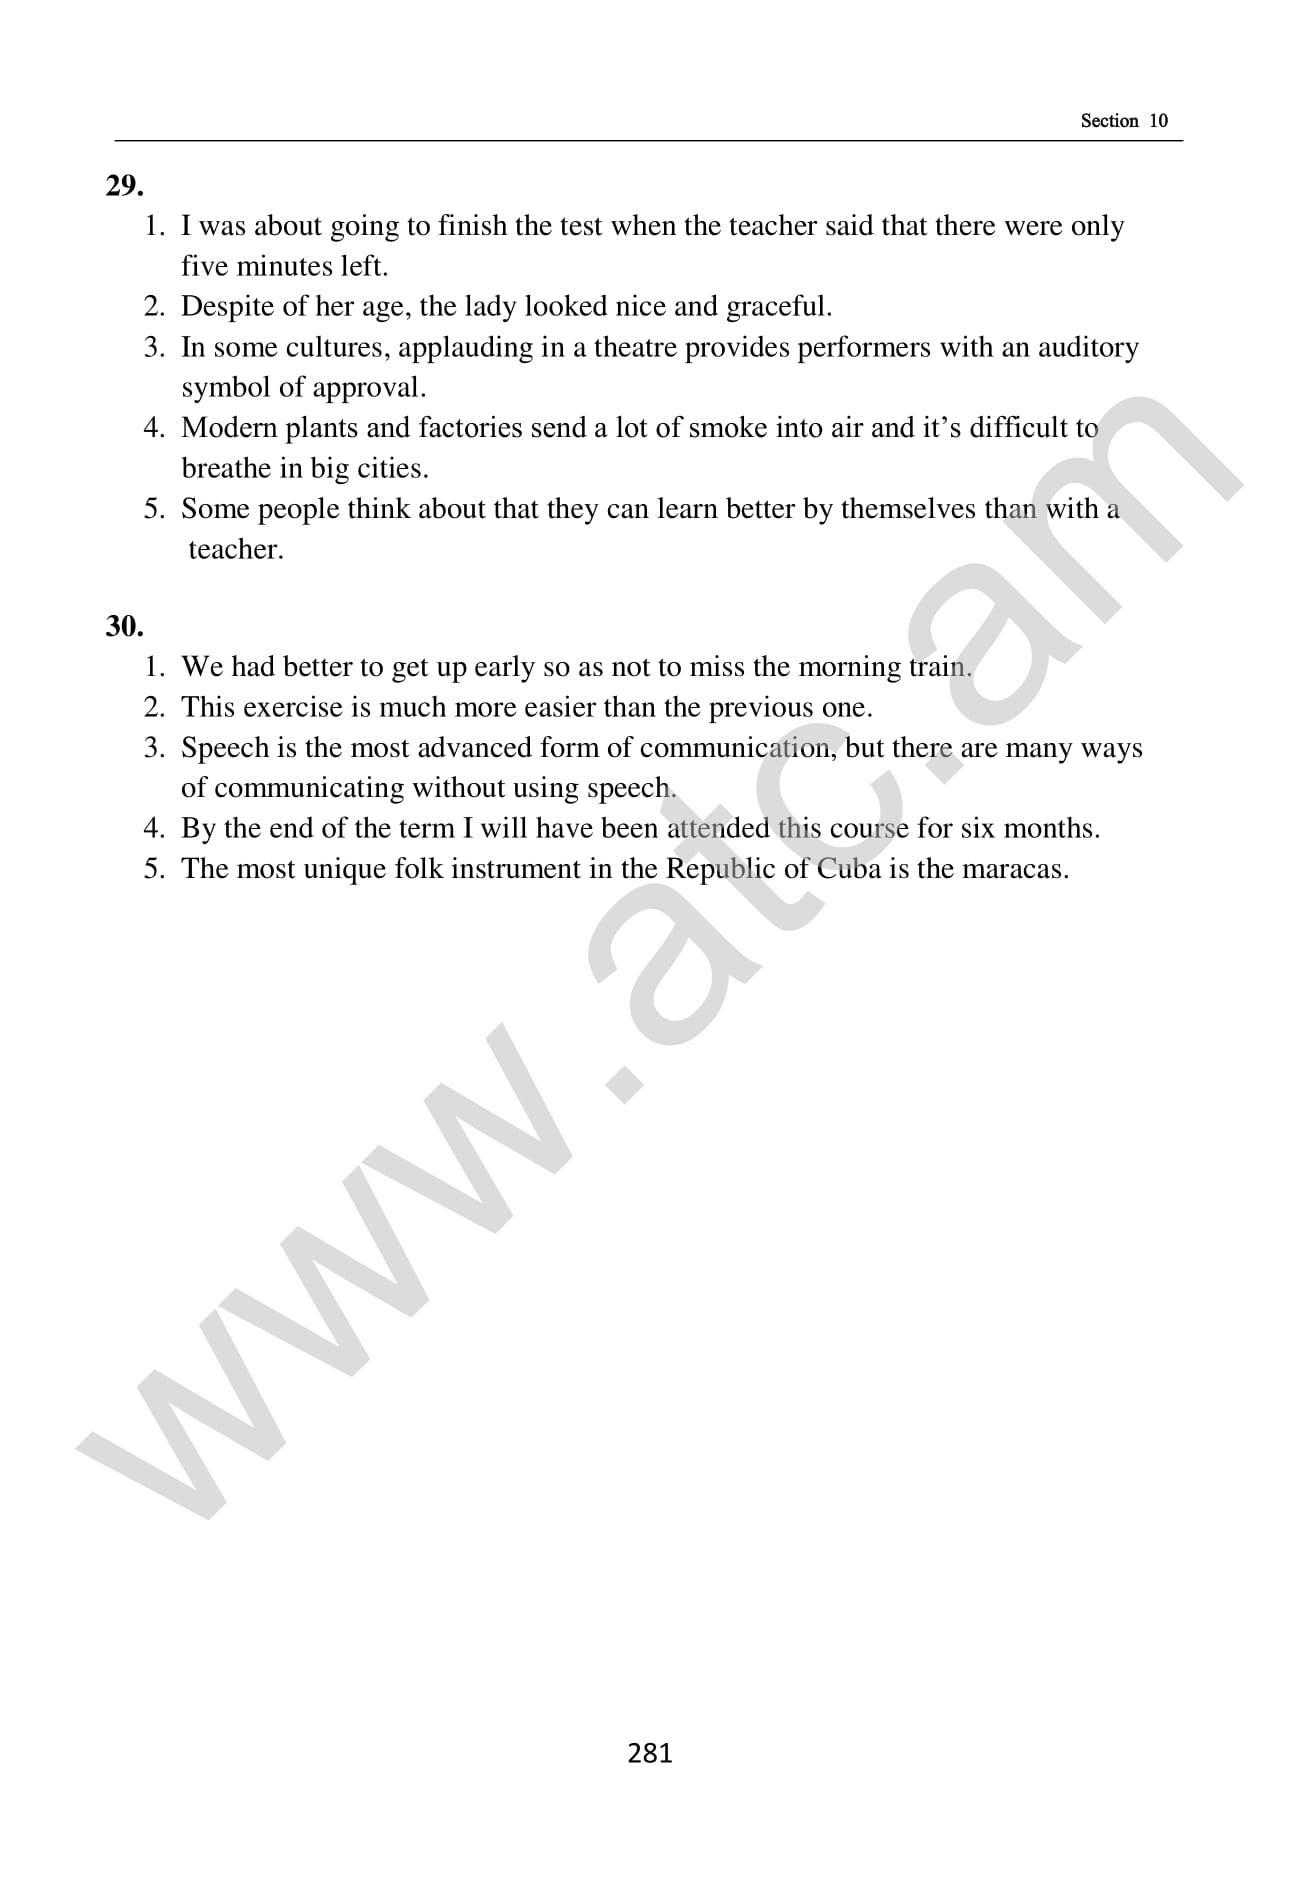 Section 10
29.
1. I was about going to finish the test when the teacher said that there were only
five minutes left.
2. Despite of her age, the lady looked nice and graceful.
3. In some cultures, applauding in a theatre provides performers with an auditory
symbol of approval.
4. Modern plants and factories send a lot of smoke into air and it’s difficult to
breathe in big cities.
5. Some people think about that they can learn better by themselves than with a
teacher.
30.
1. We had better to get up early so as not to miss the morning train.
2. This exercise is much more easier than the previous one.
3. Speech is the most advanced form of communication, but there are many ways
of communicating without using speech.
4. By the end of the term I will have been attended this course for six months.
5. The most unique folk instrument in the Republic of Cuba is the maracas.
www.atc.am
281